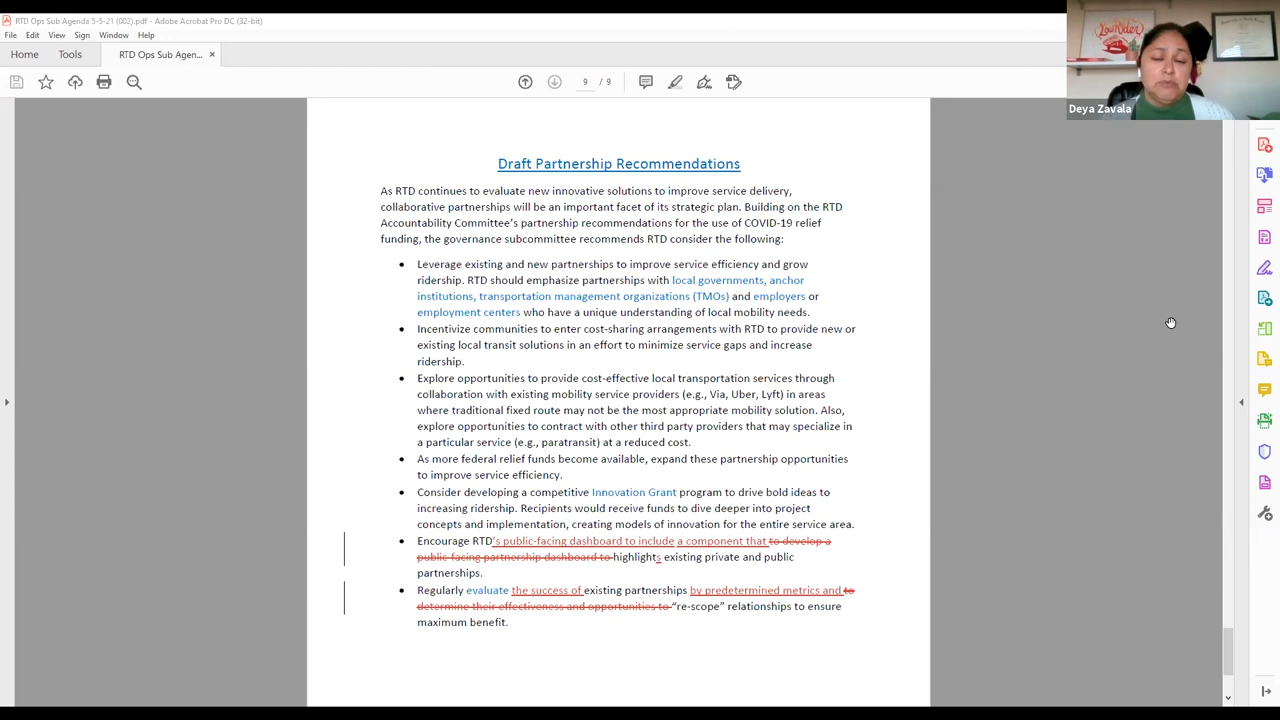 RTD Ops Sub Agenda 5-5-21 (002).pdf - Adobe Acrobat Pro DC (32-bit)
File Edit View Sign Window Help
Home Tools RTD Ops Sub Agen... ×
9 / 9
LowRider
Deya Zavala
Draft Partnership Recommendations
As RTD continues to evaluate new innovative solutions to improve service delivery,
collaborative partnerships will be an important facet of its strategic plan. Building on the RTD
Accountability Committee's partnership recommendations for the use of COVID-19 relief
funding, the governance subcommittee recommends RTD consider the following:
• Leverage existing and new partnerships to improve service efficiency and grow
ridership. RTD should emphasize partnerships with local governments, anchor
institutions, transportation management organizations (TMOs) and employers or
employment centers who have a unique understanding of local mobility needs.
• Incentivize communities to enter cost-sharing arrangements with RTD to provide new or
existing local transit solutions in an effort to minimize service gaps and increase
ridership.
• Explore opportunities to provide cost-effective local transportation services through
collaboration with existing mobility service providers (e.g., Via, Uber, Lyft) in areas
where traditional fixed route may not be the most appropriate mobility solution. Also,
explore opportunities to contract with other third party providers that may specialize in
a particular service (e.g., paratransit) at a reduced cost.
• As more federal relief funds become available, expand these partnership opportunities
to improve service efficiency.
• Consider developing a competitive Innovation Grant program to drive bold ideas to
increasing ridership. Recipients would receive funds to dive deeper into project
concepts and implementation, creating models of innovation for the entire service area.
• Encourage RTD's public-facing dashboard to include a component that to develop a
public-facing partnership dashboard to highlights existing private and public
partnerships.
• Regularly evaluate the success of existing partnerships by predetermined metrics and to
determine their effectiveness and opportunities to "re-scope" relationships to ensure
maximum benefit.